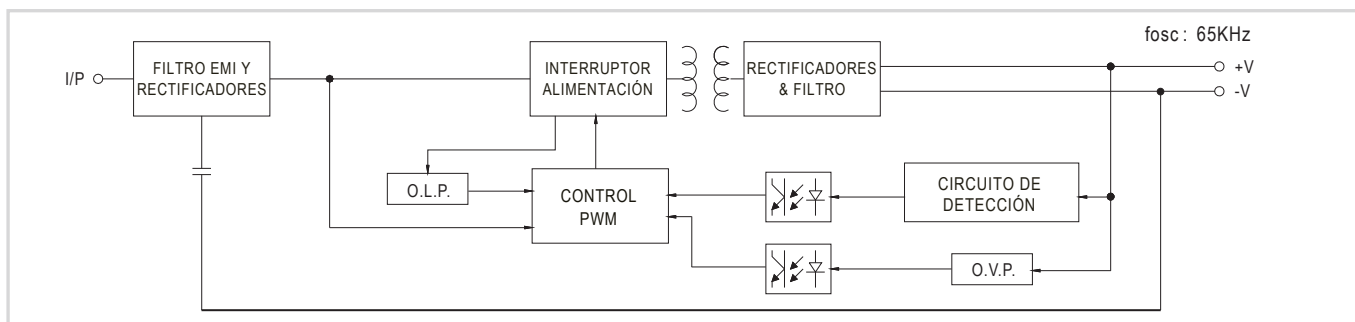 fosc : 65KHz
I/P
FILTRO EMI Y
RECTIFICADORES
INTERRUPTOR
ALIMENTACIÓN
RECTIFICADORES
& FILTRO
+V
-V
O.L.P.
CONTROL
PWM
CIRCUITO DE
DETECCIÓN
O.V.P.